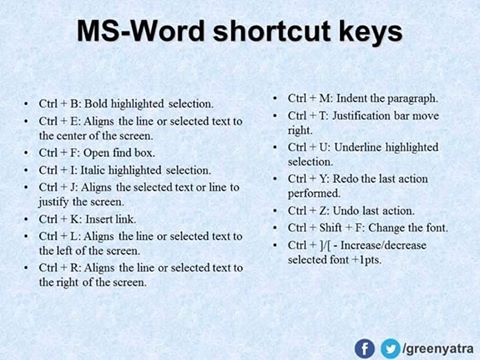 MS-Word shortcut keys
• Ctrl + B: Bold highlighted selection.
• Ctrl + E: Aligns the line or selected text to
the center of the screen.
• Ctrl + F: Open find box.
• Ctrl + I: Italic highlighted selection.
• Ctrl + J: Aligns the selected text or line to
justify the screen.
• Ctrl + K: Insert link.
• Ctrl + L: Aligns the line or selected text to
the left of the screen.
• Ctrl + R: Aligns the line or selected text to
the right of the screen.
• Ctrl + M: Indent the paragraph.
• Ctrl + T: Justification bar move
right.
• Ctrl + U: Underline highlighted
selection.
• Ctrl + Y: Redo the last action
performed.
• Ctrl + Z: Undo last action.
• Ctrl + Shift + F: Change the font.
• Ctrl + ]/[ - Increase/decrease
selected font +1pts.
/greenyatra